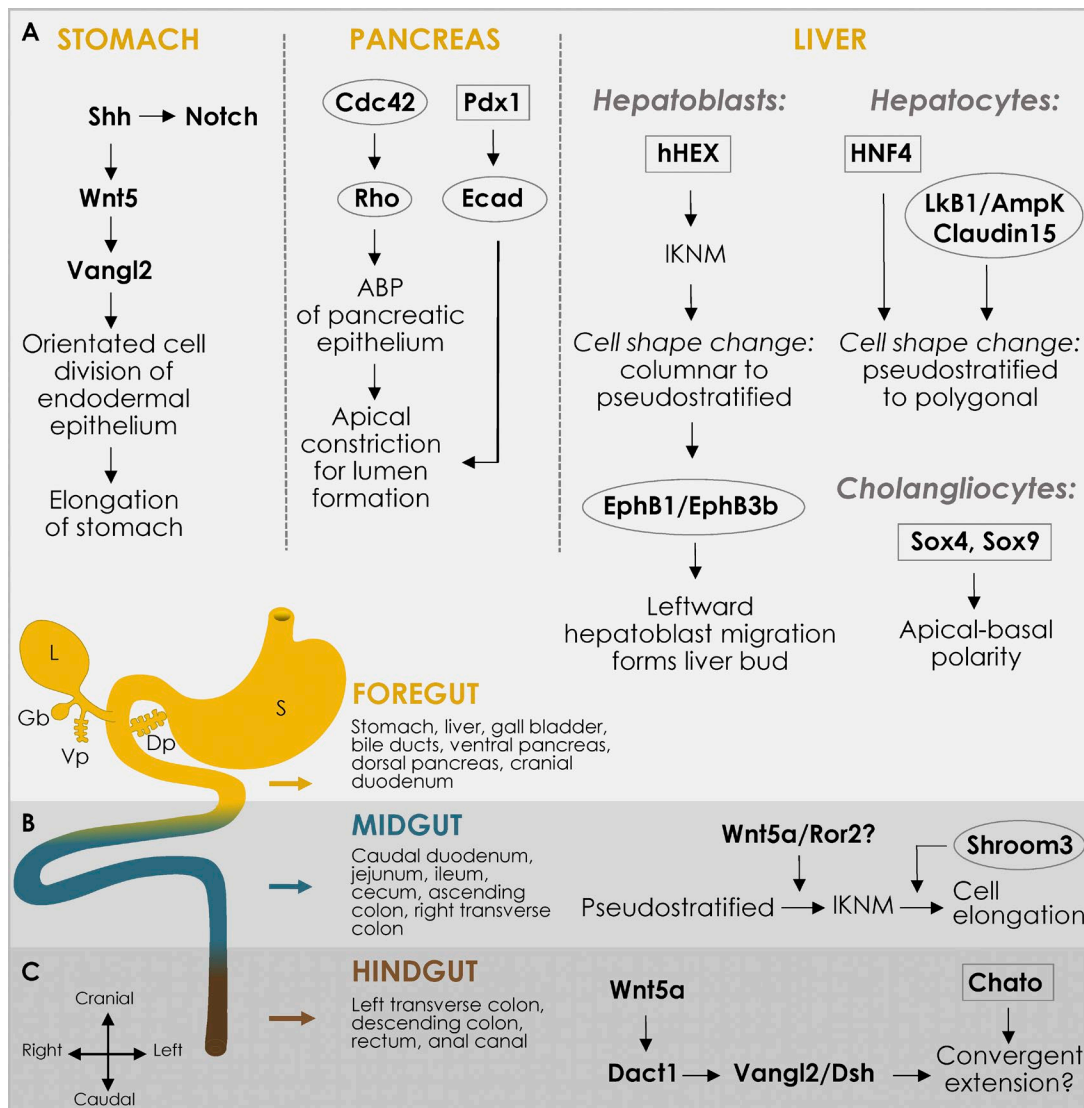 A
STOMACH
Shh → Notch
Wnt5
Vangl2
Orientated cell
division of
endodermal
epithelium
Elongation
of stomach
PANCREAS
Cdc42
Pdx1
Rho
Ecad
ABP
of pancreatic
epithelium
Apical
constriction
for lumen
formation
LIVER
Hepatoblasts:
hHEX
IKNM
Cell shape change:
columnar to
pseudostratified
EphB1/EphB3b
Leftward
hepatoblast migration
forms liver bud
Hepatocytes:
HNF4
LkB1/AmpK
Claudin15
Cell shape change:
pseudostratified
to polygonal
Cholangliocytes:
Sox4, Sox9
Apical-basal
polarity
L
Gb
Vp
Dp
S
FOREGUT
Stomach, liver, gall bladder,
bile ducts, ventral pancreas,
dorsal pancreas, cranial
duodenum
B
MIDGUT
Caudal duodenum,
jejunum, ileum,
cecum, ascending
colon, right transverse
colon
Wnt5a/Ror2?
Shroom3
Pseudostratified → IKNM → Cell
elongation
C
Cranial
Right
Left
Caudal
HINDGUT
Left transverse colon,
descending colon,
rectum, anal canal
Wnt5a
Chato
Dact1 → Vangl2/Dsh → Convergent
extension?